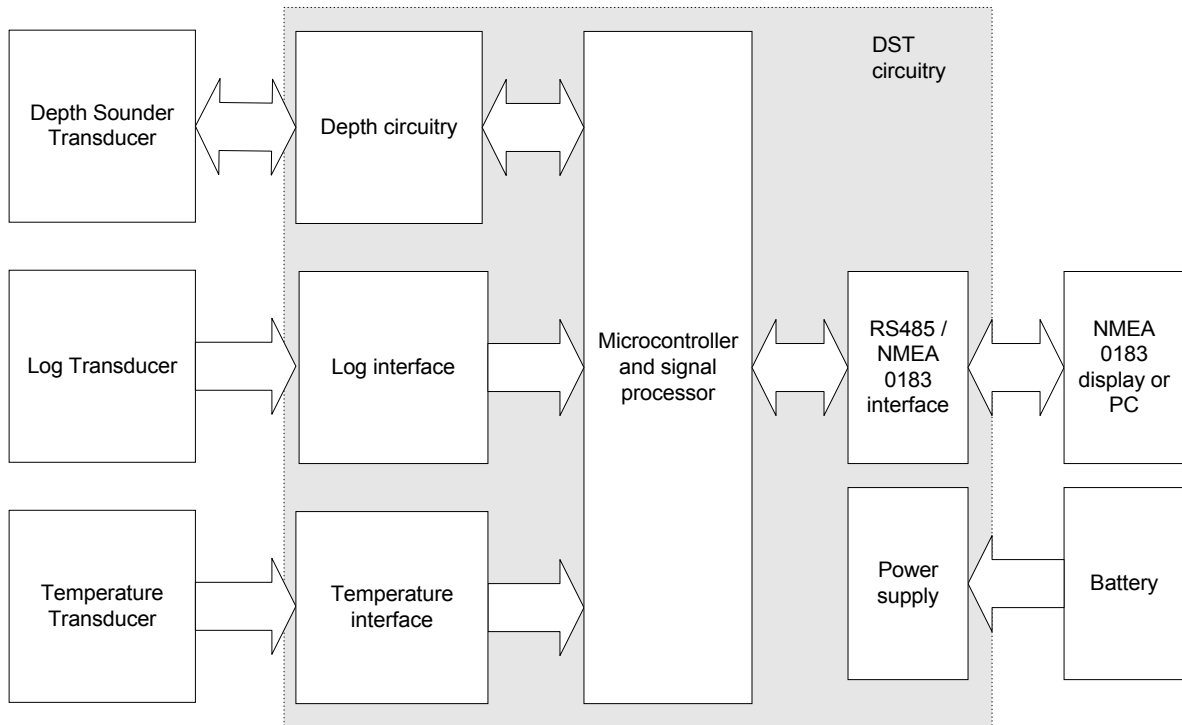 DST
circuitry
Depth Sounder
Transducer
Depth circuitry
Log Transducer
Log interface
Microcontroller
and signal
processor
RS485 /
NMEA
0183
interface
NMEA
0183
display or
PC
Temperature
Transducer
Temperature
interface
Power
supply
Battery